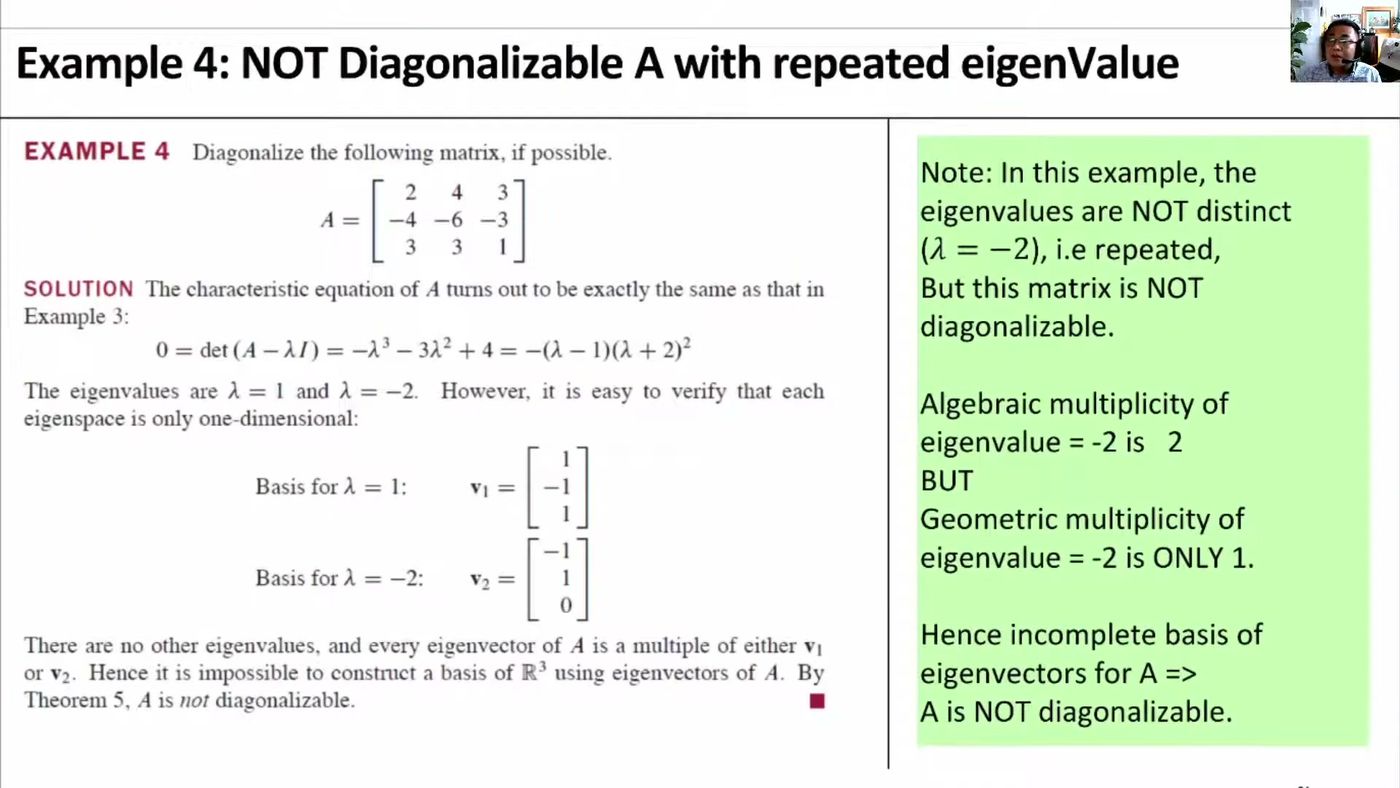 Example 4: NOT Diagonalizable A with repeated eigenValue
EXAMPLE 4 Diagonalize the following matrix, if possible.
A = [ 2 4 3
-4 -6 -3
3 3 1 ]
SOLUTION The characteristic equation of A turns out to be exactly the same as that in
Example 3:
0 = det (A − λI) = −λ³ − 3λ² + 4 = −(λ − 1)(λ + 2)²
The eigenvalues are λ = 1 and λ = −2. However, it is easy to verify that each
eigenspace is only one-dimensional:
Basis for λ = 1: v₁ = [ 1
−1
1 ]
Basis for λ = −2: v₂ = [ −1
1
0 ]
There are no other eigenvalues, and every eigenvector of A is a multiple of either v₁
or v₂. Hence it is impossible to construct a basis of ℝ³ using eigenvectors of A. By
Theorem 5, A is not diagonalizable.
Note: In this example, the
eigenvalues are NOT distinct
(λ = −2), i.e repeated,
But this matrix is NOT
diagonalizable.
Algebraic multiplicity of
eigenvalue = -2 is 2
BUT
Geometric multiplicity of
eigenvalue = -2 is ONLY 1.
Hence incomplete basis of
eigenvectors for A =>
A is NOT diagonalizable.